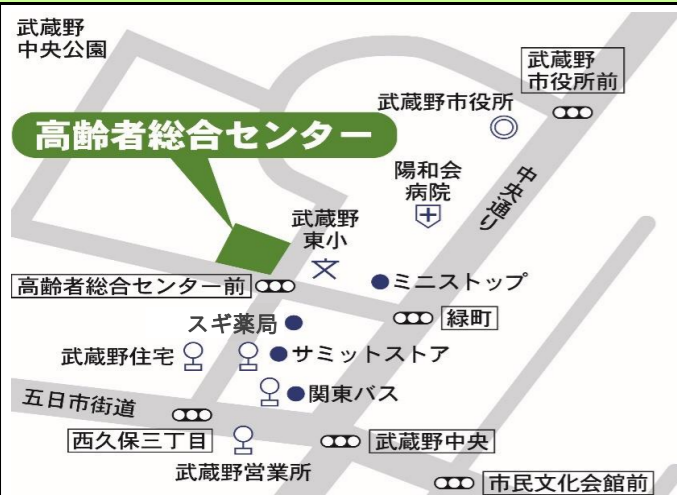 武蔵野
中央公園
武蔵野
市役所前
武蔵野市役所
高齢者総合センター
陽和会
病院
中央通り
武蔵野
東小
高齢者総合センター前
ミニストップ
スギ薬局
緑町
武蔵野住宅
サミットストア
関東バス
五日市街道
西久保三丁目
武蔵野中央
武蔵野営業所
市民文化会館前